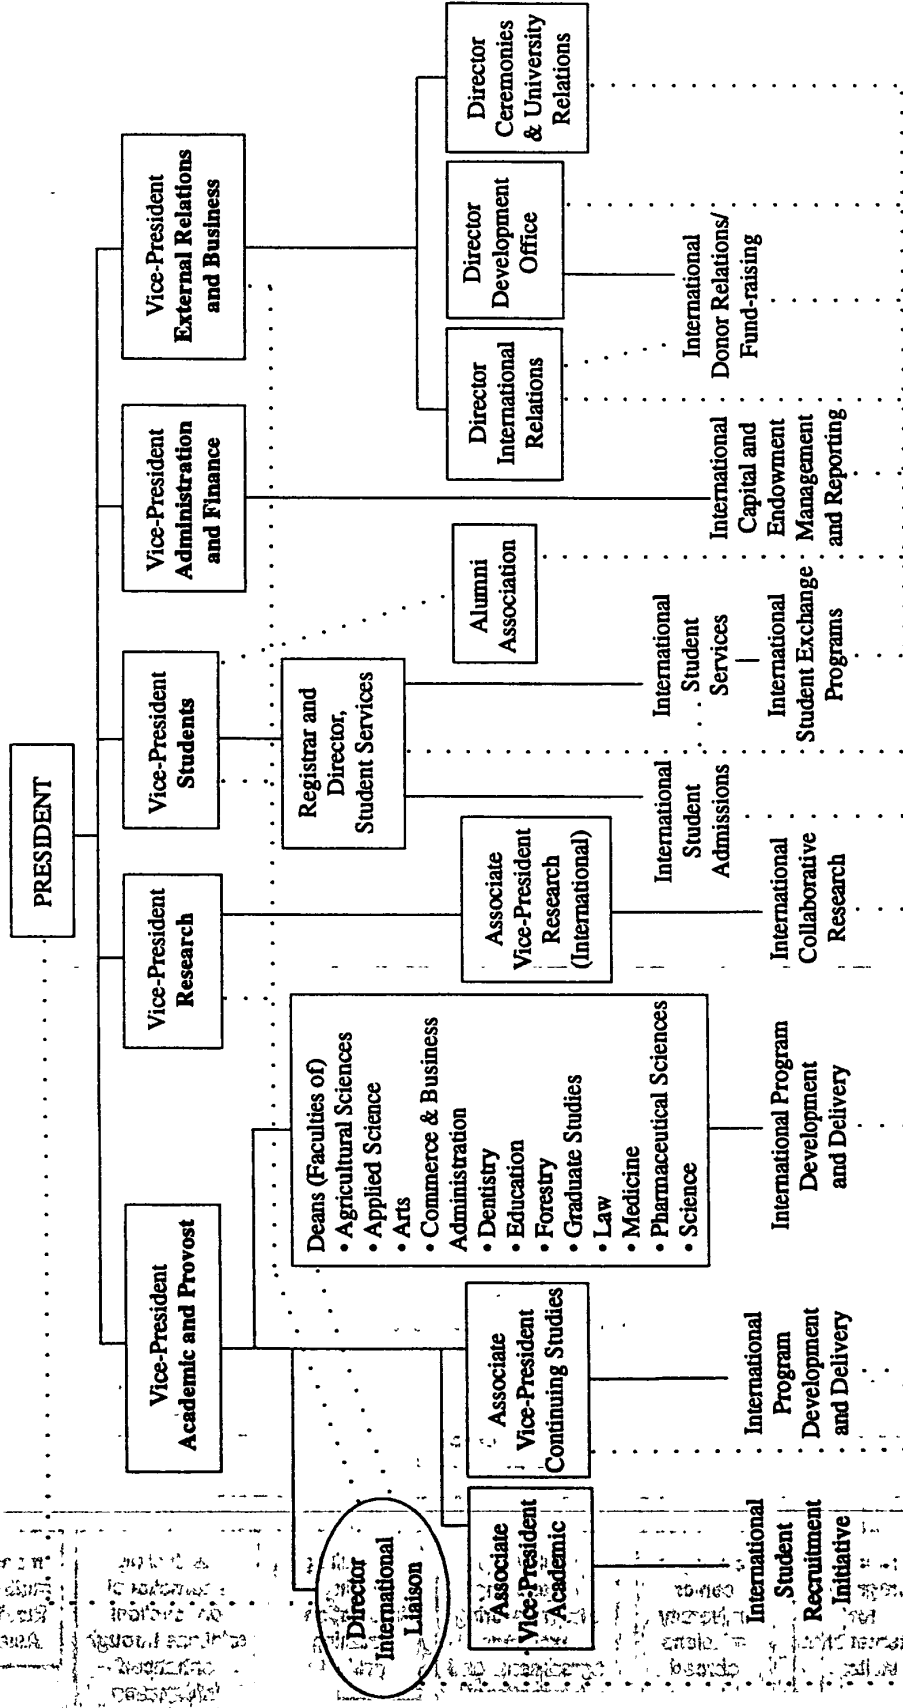 PRESIDENT
Vice-President
Academic and Provost
Vice-President
Research
Vice-President
Students
Vice-President
Administration
and Finance
Vice-President
External Relations
and Business
Director
International
Liaison
Deans (Faculties of)
• Agricultural Sciences
• Applied Science
• Arts
• Commerce & Business
Administration
• Dentistry
• Education
• Forestry
• Graduate Studies
• Law
• Medicine
• Pharmaceutical Sciences
• Science
Registrar and
Director,
Student Services
Associate
Vice-President
Academic
Associate
Vice-President
Continuing Studies
Associate
Vice-President
Research
(International)
Alumni
Association
Director
International
Relations
Director
Development
Office
Director
Ceremonies
& University
Relations
International
Student
Recruitment
Initiative
International
Program
Development
and Delivery
International Program
Development
and Delivery
International
Collaborative
Research
International
Student
Admissions
International
Student
Services
International
Student Exchange
Programs
International
Capital and
Endowment
Management
and Reporting
International
Donor Relations/
Fund-raising